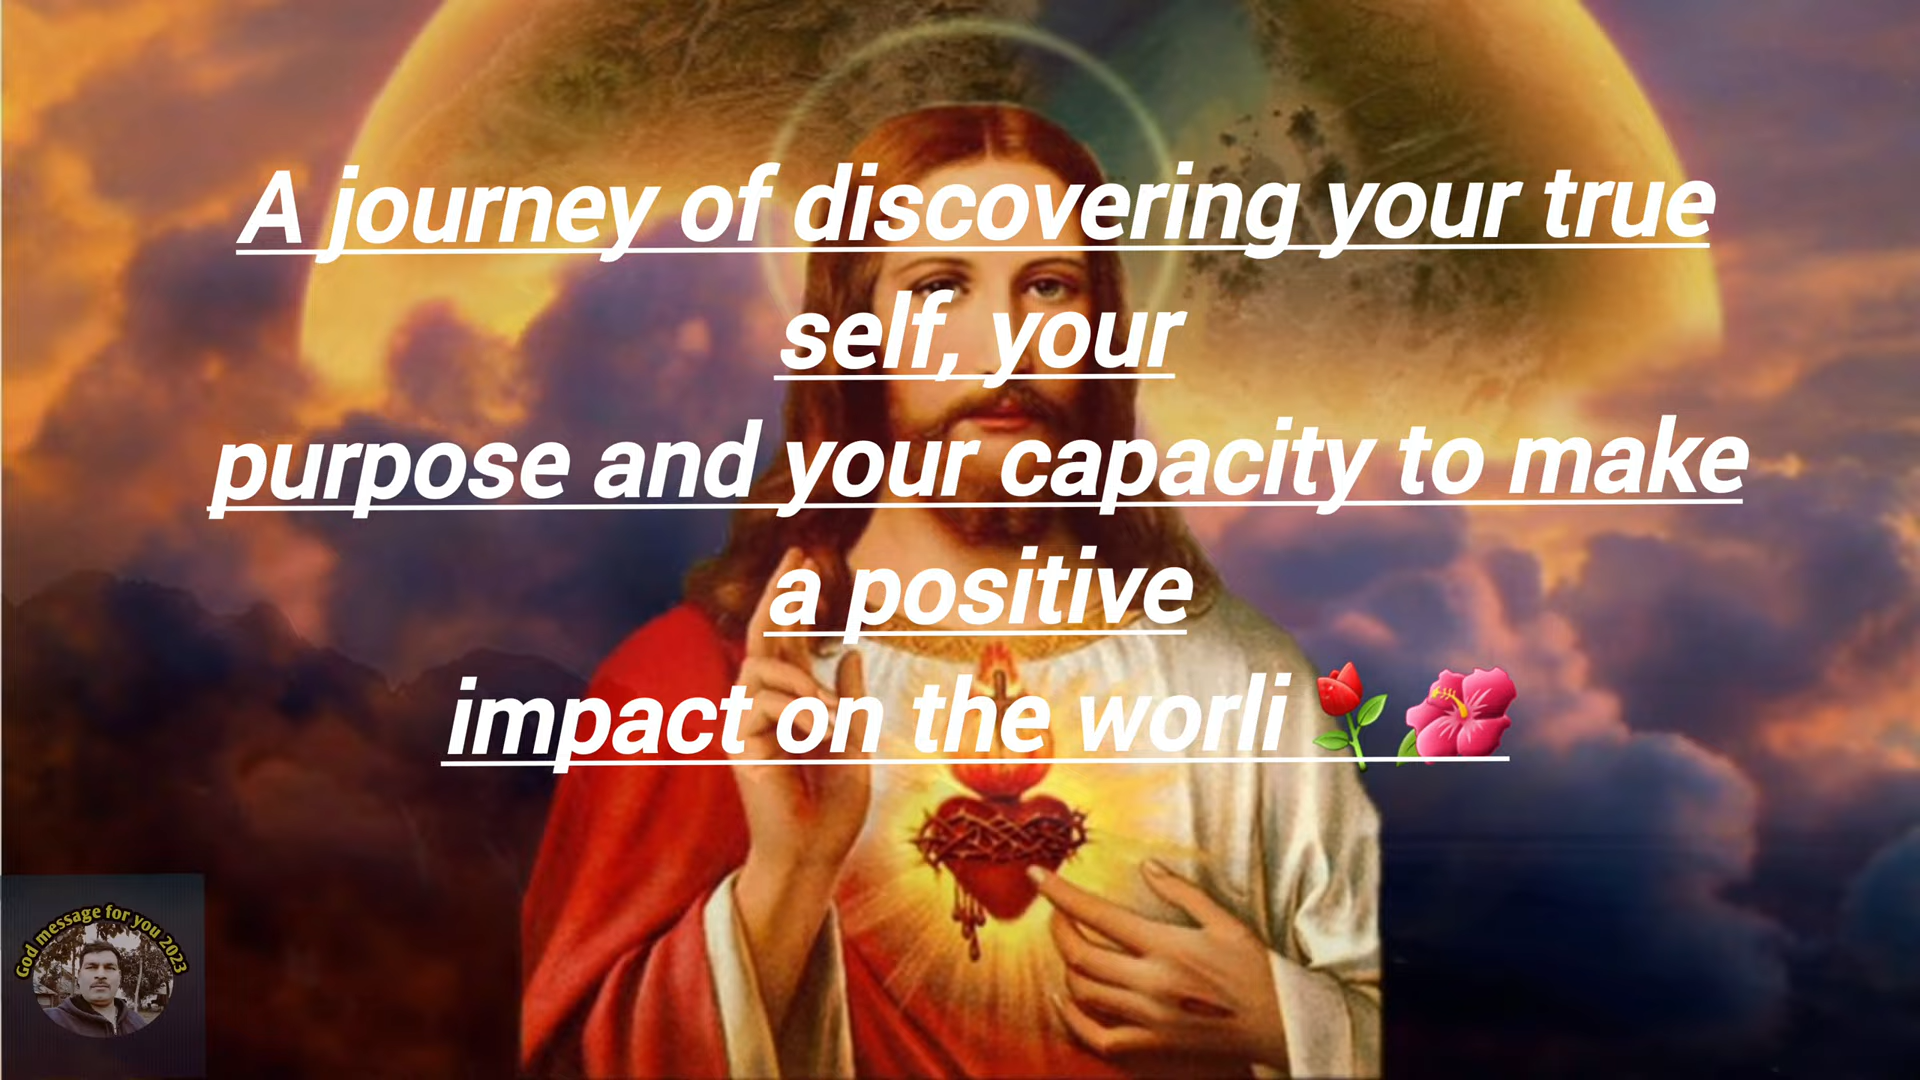 A journey of discovering your true
self, your
purpose and your capacity to make
a positive
impact on the worli 🌹🌺
God message for you 2023